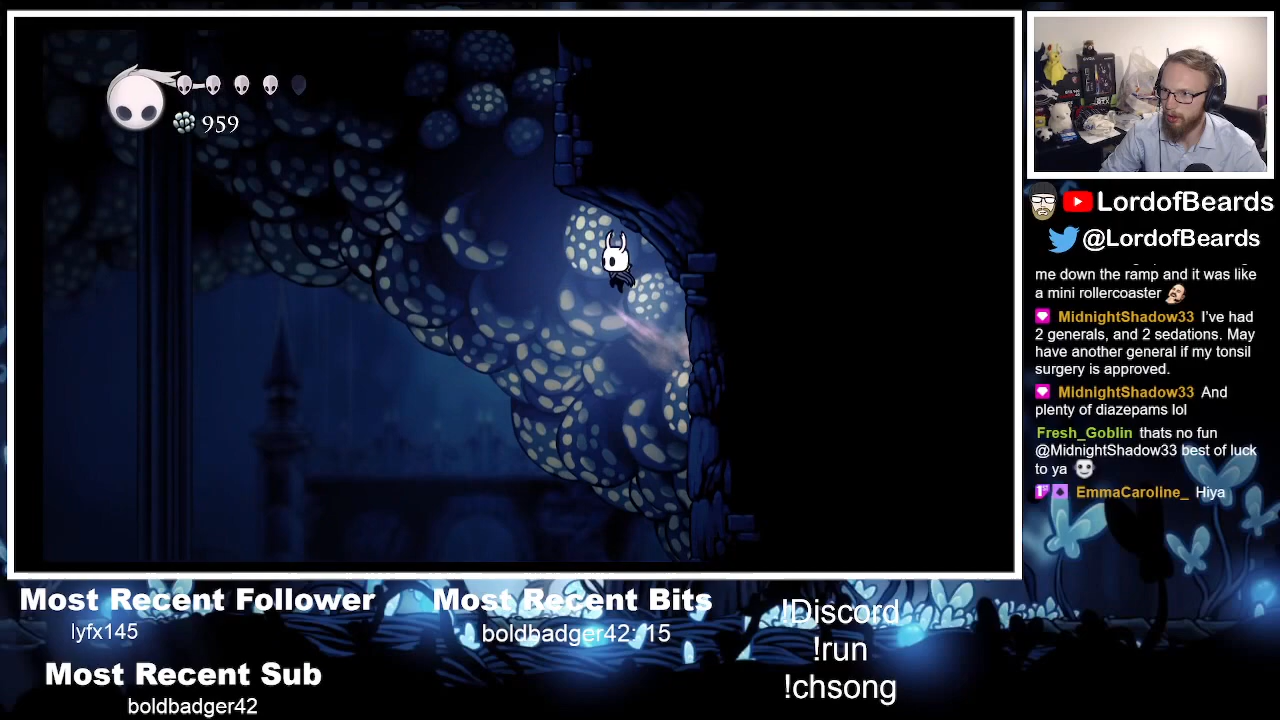 959
LordofBeards
@LordofBeards
me down the ramp and it was like
a mini rollercoaster
MidnightShadow33 I've had
2 generals, and 2 sedations. May
have another general if my tonsil
surgery is approved.
MidnightShadow33 And
plenty of diazepams lol
Fresh_Goblin thats no fun
@MidnightShadow33 best of luck
to ya
EmmaCaroline_ Hiya
Most Recent Follower
lyfx145
Most Recent Sub
boldbadger42
Most Recent Bits
boldbadger42: 15
!Discord
!run
!chsong